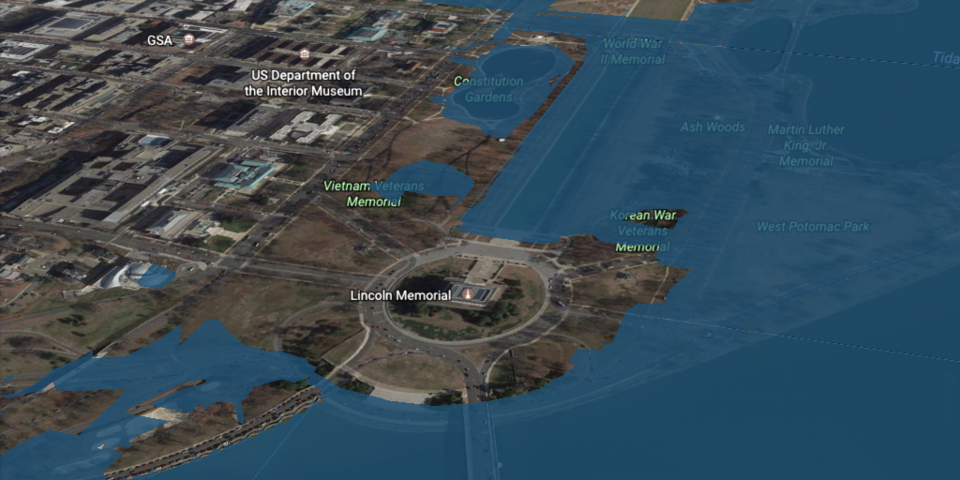 GSA
US Department of
the Interior Museum
World War
II Memorial
Tida
Constitution
Gardens
Ash Woods
Martin Luther
King, Jr.
Memorial
Vietnam Veterans
Memorial
Korean War
Veterans
Memorial
West Potomac Park
Lincoln Memorial